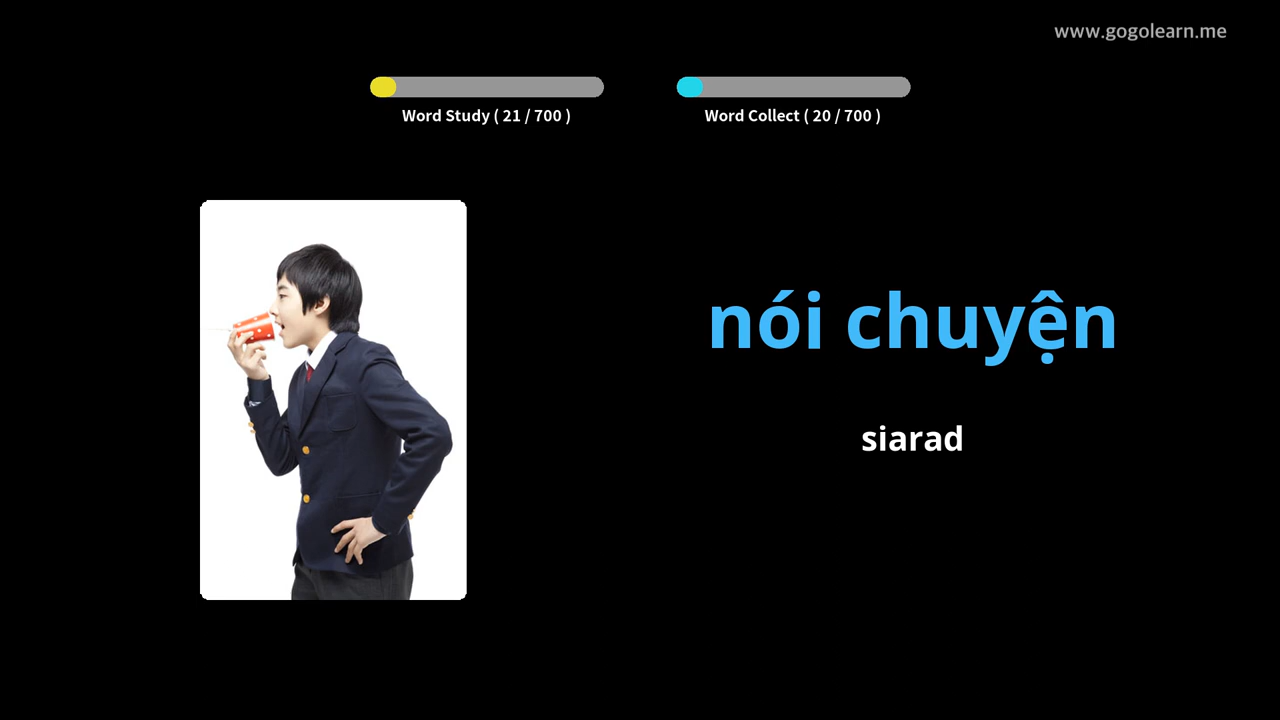 www.gogolearn.me
Word Study ( 21 / 700 )
Word Collect ( 20 / 700 )
nói chuyện
siarad